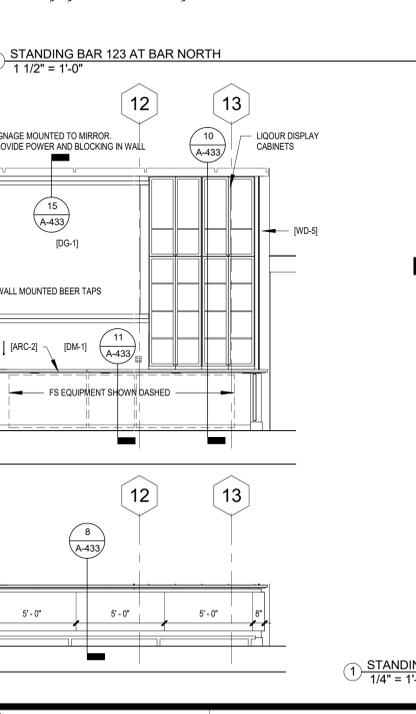 STANDING BAR 123 AT BAR NORTH
1 1/2" = 1'-0"
12
13
GNAGE MOUNTED TO MIRROR.
OVIDE POWER AND BLOCKING IN WALL
10
A-433
LIQOUR DISPLAY
CABINETS
15
A-433
[WD-5]
[DG-1]
WALL MOUNTED BEER TAPS
11
A-433
[ARC-2]
[DM-1]
FS EQUIPMENT SHOWN DASHED
12
13
8
A-433
5' - 0"
5' - 0"
5' - 0"
8"
1
STANDIN
1/4" = 1'-